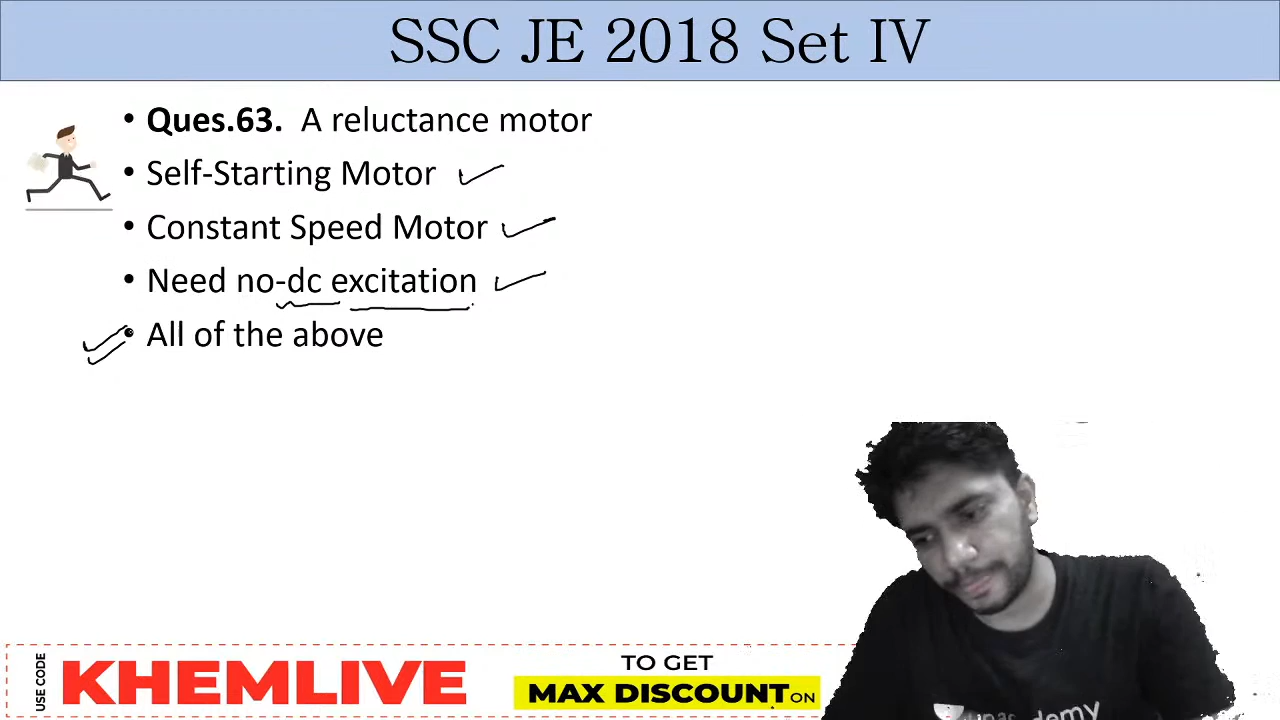 SSC JE 2018 Set IV
• Ques.63. A reluctance motor
• Self-Starting Motor
• Constant Speed Motor
• Need no-dc excitation
• All of the above
USE CODE
KHEMLIVE
TO GET
MAX DISCOUNT ON